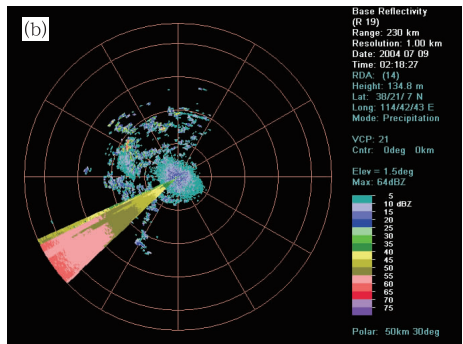 (b)
Base Reflectivity
(R 19)
Range: 230 km
Resolution: 1.00 km
Date: 2004 07 09
Time: 02:18:27
RDA: (14)
Height: 134.8 m
Lat: 38/21/ 7 N
Long: 114/42/43 E
Mode: Precipitation
VCP: 21
Cntr: 0deg 0km
Elev = 1.5deg
Max: 64dBZ
5
10 dBZ
15
20
25
30
35
40
45
50
55
60
65
70
75
Polar: 50km 30deg